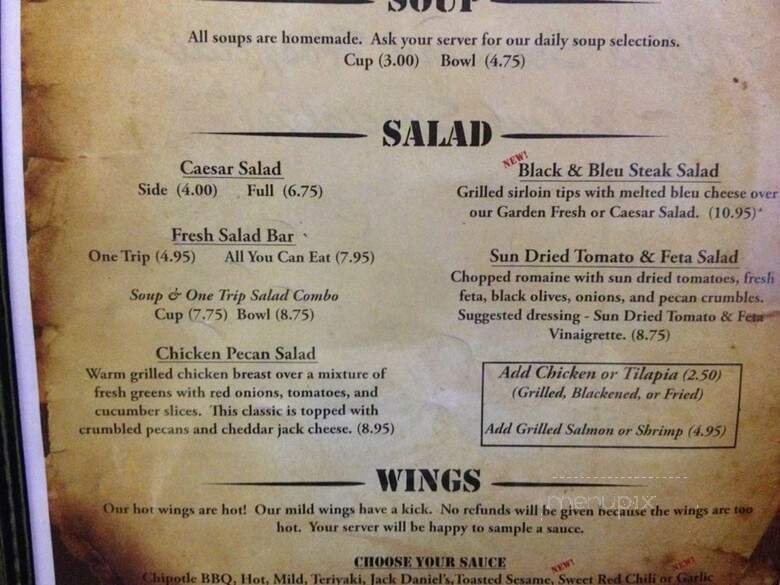 SOUP
All soups are homemade. Ask your server for our daily soup selections.
Cup (3.00) Bowl (4.75)
SALAD
Caesar Salad
Side (4.00) Full (6.75)
Fresh Salad Bar
One Trip (4.95) All You Can Eat (7.95)
Soup & One Trip Salad Combo
Cup (7.75) Bowl (8.75)
Chicken Pecan Salad
Warm grilled chicken breast over a mixture of
fresh greens with red onions, tomatoes, and
cucumber slices. This classic is topped with
crumbled pecans and cheddar jack cheese. (8.95)
NEW!
Black & Bleu Steak Salad
Grilled sirloin tips with melted bleu cheese over
our Garden Fresh or Caesar Salad. (10.95)*
Sun Dried Tomato & Feta Salad
Chopped romaine with sun dried tomatoes, fresh
feta, black olives, onions, and pecan crumbles.
Suggested dressing - Sun Dried Tomato & Feta
Vinaigrette. (8.75)
Add Chicken or Tilapia (2.50)
(Grilled, Blackened, or Fried)
Add Grilled Salmon or Shrimp (4.95)
WINGS
menupix
Our hot wings are hot! Our mild wings have a kick. No refunds will be given because the wings are too
hot. Your server will be happy to sample a sauce.
CHOOSE YOUR SAUCE
NEW! NEW!
Chipotle BBQ, Hot, Mild, Teriyaki, Jack Daniel's, Toasted Sesame, Sweet Red Chili or Garlic